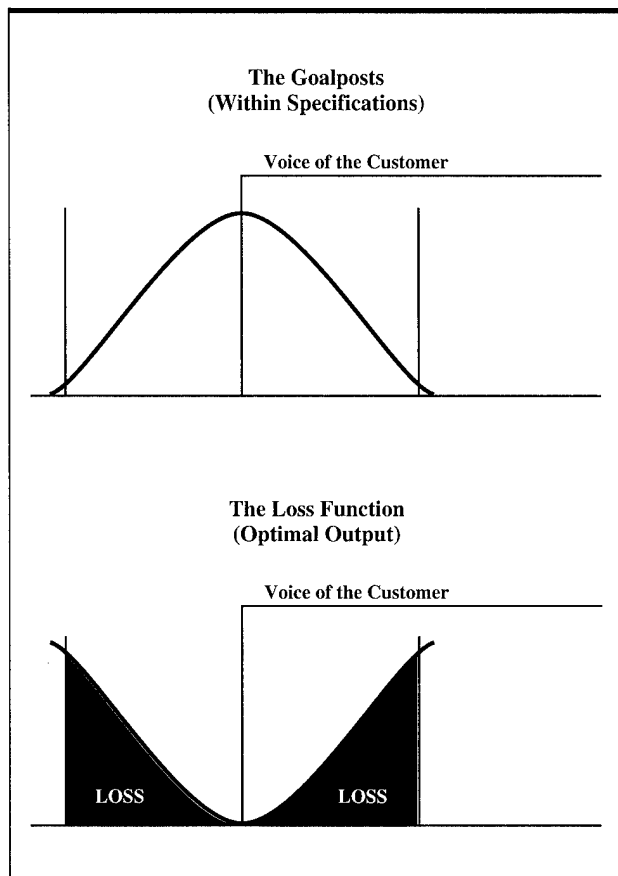 The Goalposts
(Within Specifications)
Voice of the Customer
The Loss Function
(Optimal Output)
Voice of the Customer
LOSS
LOSS